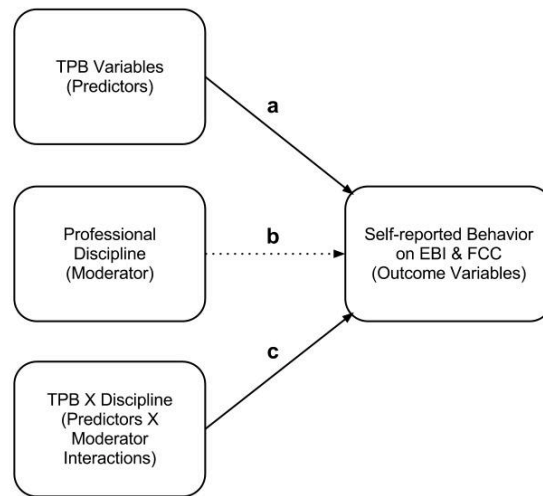 TPB Variables
(Predictors)
a
Professional
Discipline
(Moderator)
b
Self-reported Behavior
on EBI & FCC
(Outcome Variables)
c
TPB X Discipline
(Predictors X
Moderator
Interactions)